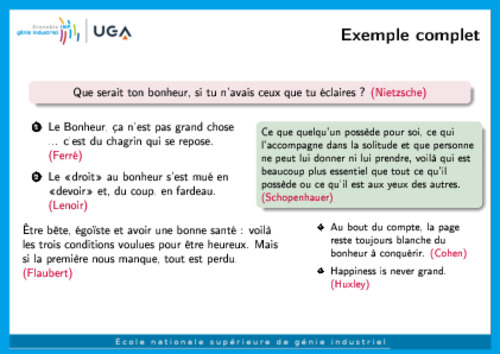 Grenoble INP
génie industriel
UGA
Exemple complet
Que serait ton bonheur, si tu n'avais ceux que tu éclaires ? (Nietzsche)
1 Le Bonheur, ça n'est pas grand chose
... c'est du chagrin qui se repose.
(Ferré)
2 Le «droit» au bonheur s'est mué en
«devoir» et, du coup, en fardeau.
(Lenoir)
Être bête, égoïste et avoir une bonne santé : voilà
les trois conditions voulues pour être heureux. Mais
si la première nous manque, tout est perdu.
(Flaubert)
Ce que quelqu'un possède pour soi, ce qui
l'accompagne dans la solitude et que personne
ne peut lui donner ni lui prendre, voilà qui est
beaucoup plus essentiel que tout ce qu'il
possède ou ce qu'il est aux yeux des autres.
(Schopenhauer)
Au bout du compte, la page
reste toujours blanche du
bonheur à conquérir. (Cohen)
Happiness is never grand.
(Huxley)
École nationale supérieure de génie industriel